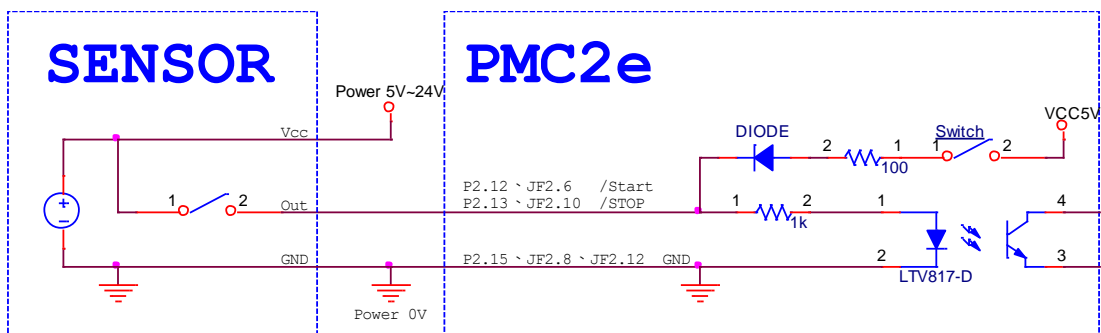 SENSOR
PMC2e
Power 5V~24V
VCC5V
Vcc
DIODE
Switch
2
1
1
2
100
P2.12、JF2.6 /Start
1
2
Out
P2.13、JF2.10 /STOP
1
2
1
4
1k
GND
P2.15、JF2.8、JF2.12 GND
2
3
LTV817-D
Power 0V